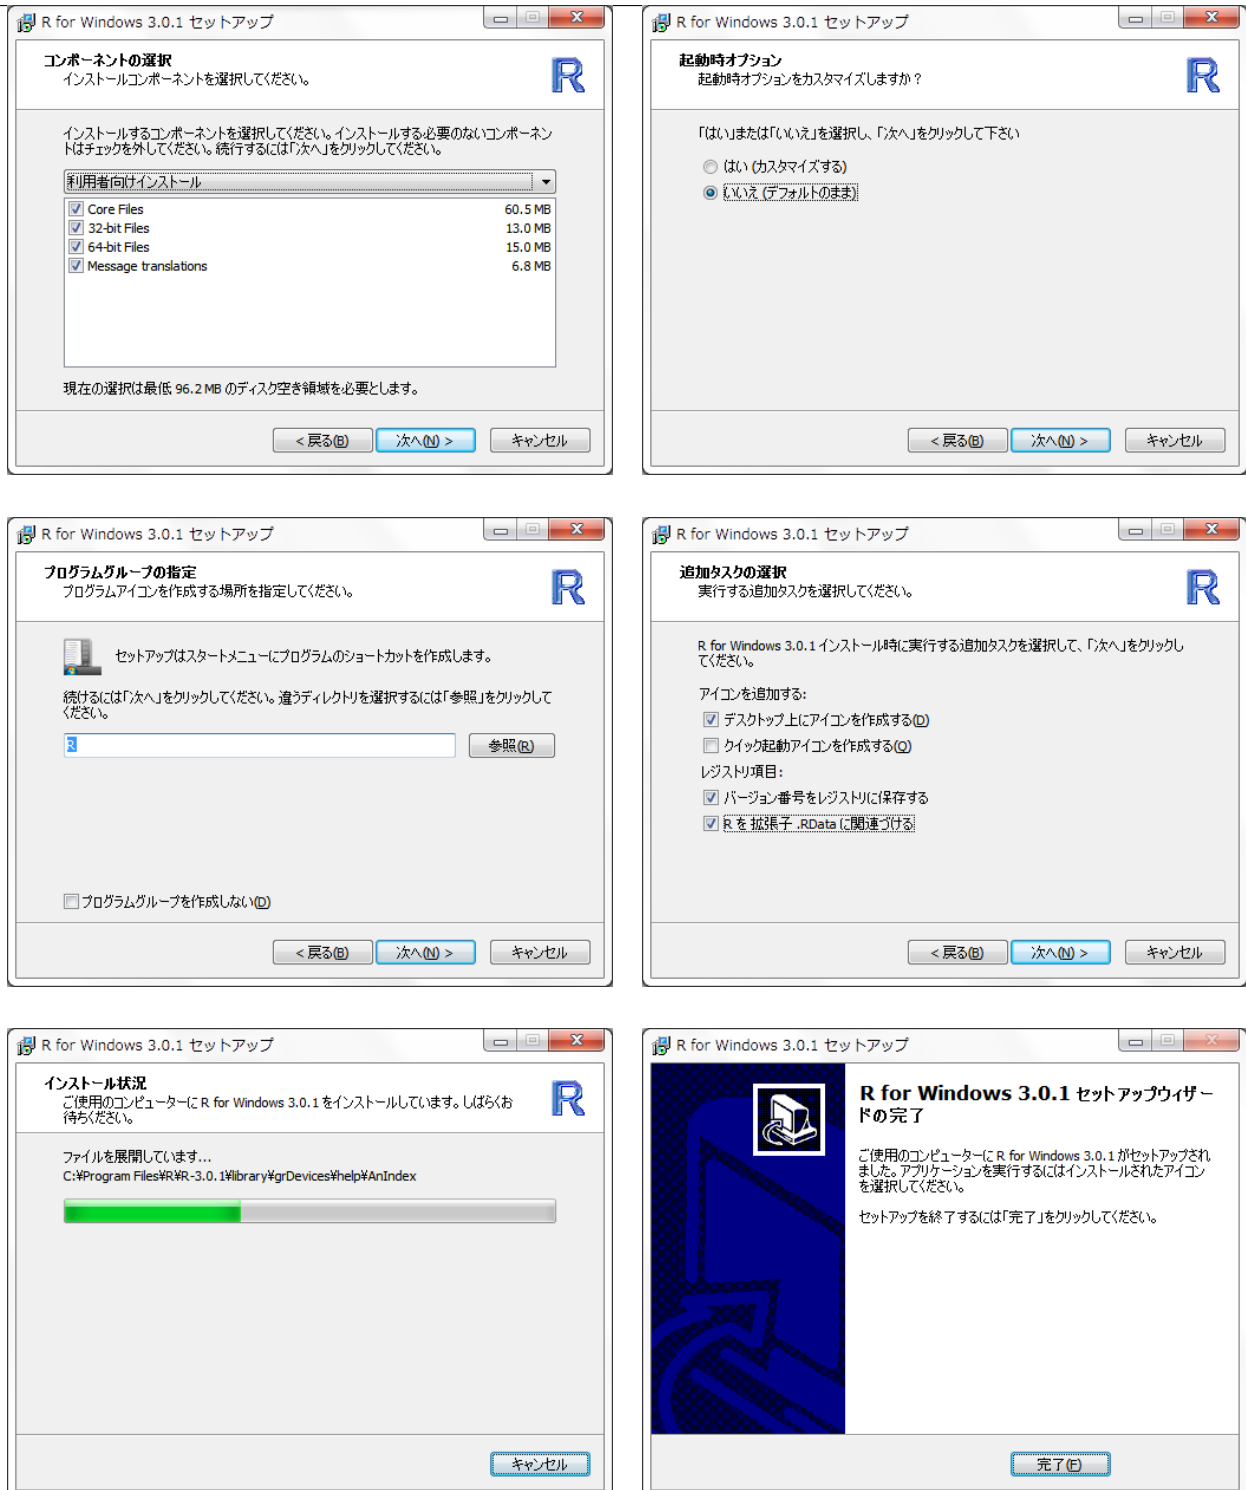 R for Windows 3.0.1 セットアップ
コンポーネントの選択
インストールコンポーネントを選択してください。
R
インストールするコンポーネントを選択してください。インストールする必要のないコンポーネン
トはチェックを外してください。続行するには「次へ」をクリックしてください。
利用者向けインストール
Core Files 60.5 MB
32-bit Files 13.0 MB
64-bit Files 15.0 MB
Message translations 6.8 MB
現在の選択は最低 96.2 MB のディスク空き領域を必要とします。
< 戻る(B) 次へ(N) > キャンセル
R for Windows 3.0.1 セットアップ
起動時オプション
起動時オプションをカスタマイズしますか?
R
「はい」または「いいえ」を選択し、「次へ」をクリックして下さい
はい (カスタマイズする)
いいえ (デフォルトのまま)
< 戻る(B) 次へ(N) > キャンセル
R for Windows 3.0.1 セットアップ
プログラムグループの指定
プログラムアイコンを作成する場所を指定してください。
R
セットアップはスタートメニューにプログラムのショートカットを作成します。
続けるには「次へ」をクリックしてください。違うディレクトリを選択するには「参照」をクリックして
ください。
R 参照(R)
プログラムグループを作成しない(D)
< 戻る(B) 次へ(N) > キャンセル
R for Windows 3.0.1 セットアップ
追加タスクの選択
実行する追加タスクを選択してください。
R
R for Windows 3.0.1 インストール時に実行する追加タスクを選択して、「次へ」をクリックし
てください。
アイコンを追加する:
デスクトップ上にアイコンを作成する(D)
クイック起動アイコンを作成する(Q)
レジストリ項目:
バージョン番号をレジストリに保存する
R を 拡張子 .RData に関連づける
< 戻る(B) 次へ(N) > キャンセル
R for Windows 3.0.1 セットアップ
インストール状況
ご使用のコンピューターに R for Windows 3.0.1 をインストールしています。しばらくお
待ちください。
R
ファイルを展開しています...
C:¥Program Files¥R¥R-3.0.1¥library¥grDevices¥help¥AnIndex
キャンセル
R for Windows 3.0.1 セットアップ
R for Windows 3.0.1 セットアップウィザー
ドの完了
ご使用のコンピューターに R for Windows 3.0.1 がセットアップされ
ました。アプリケーションを実行するにはインストールされたアイコン
を選択してください。
セットアップを終了するには「完了」をクリックしてください。
完了(F)